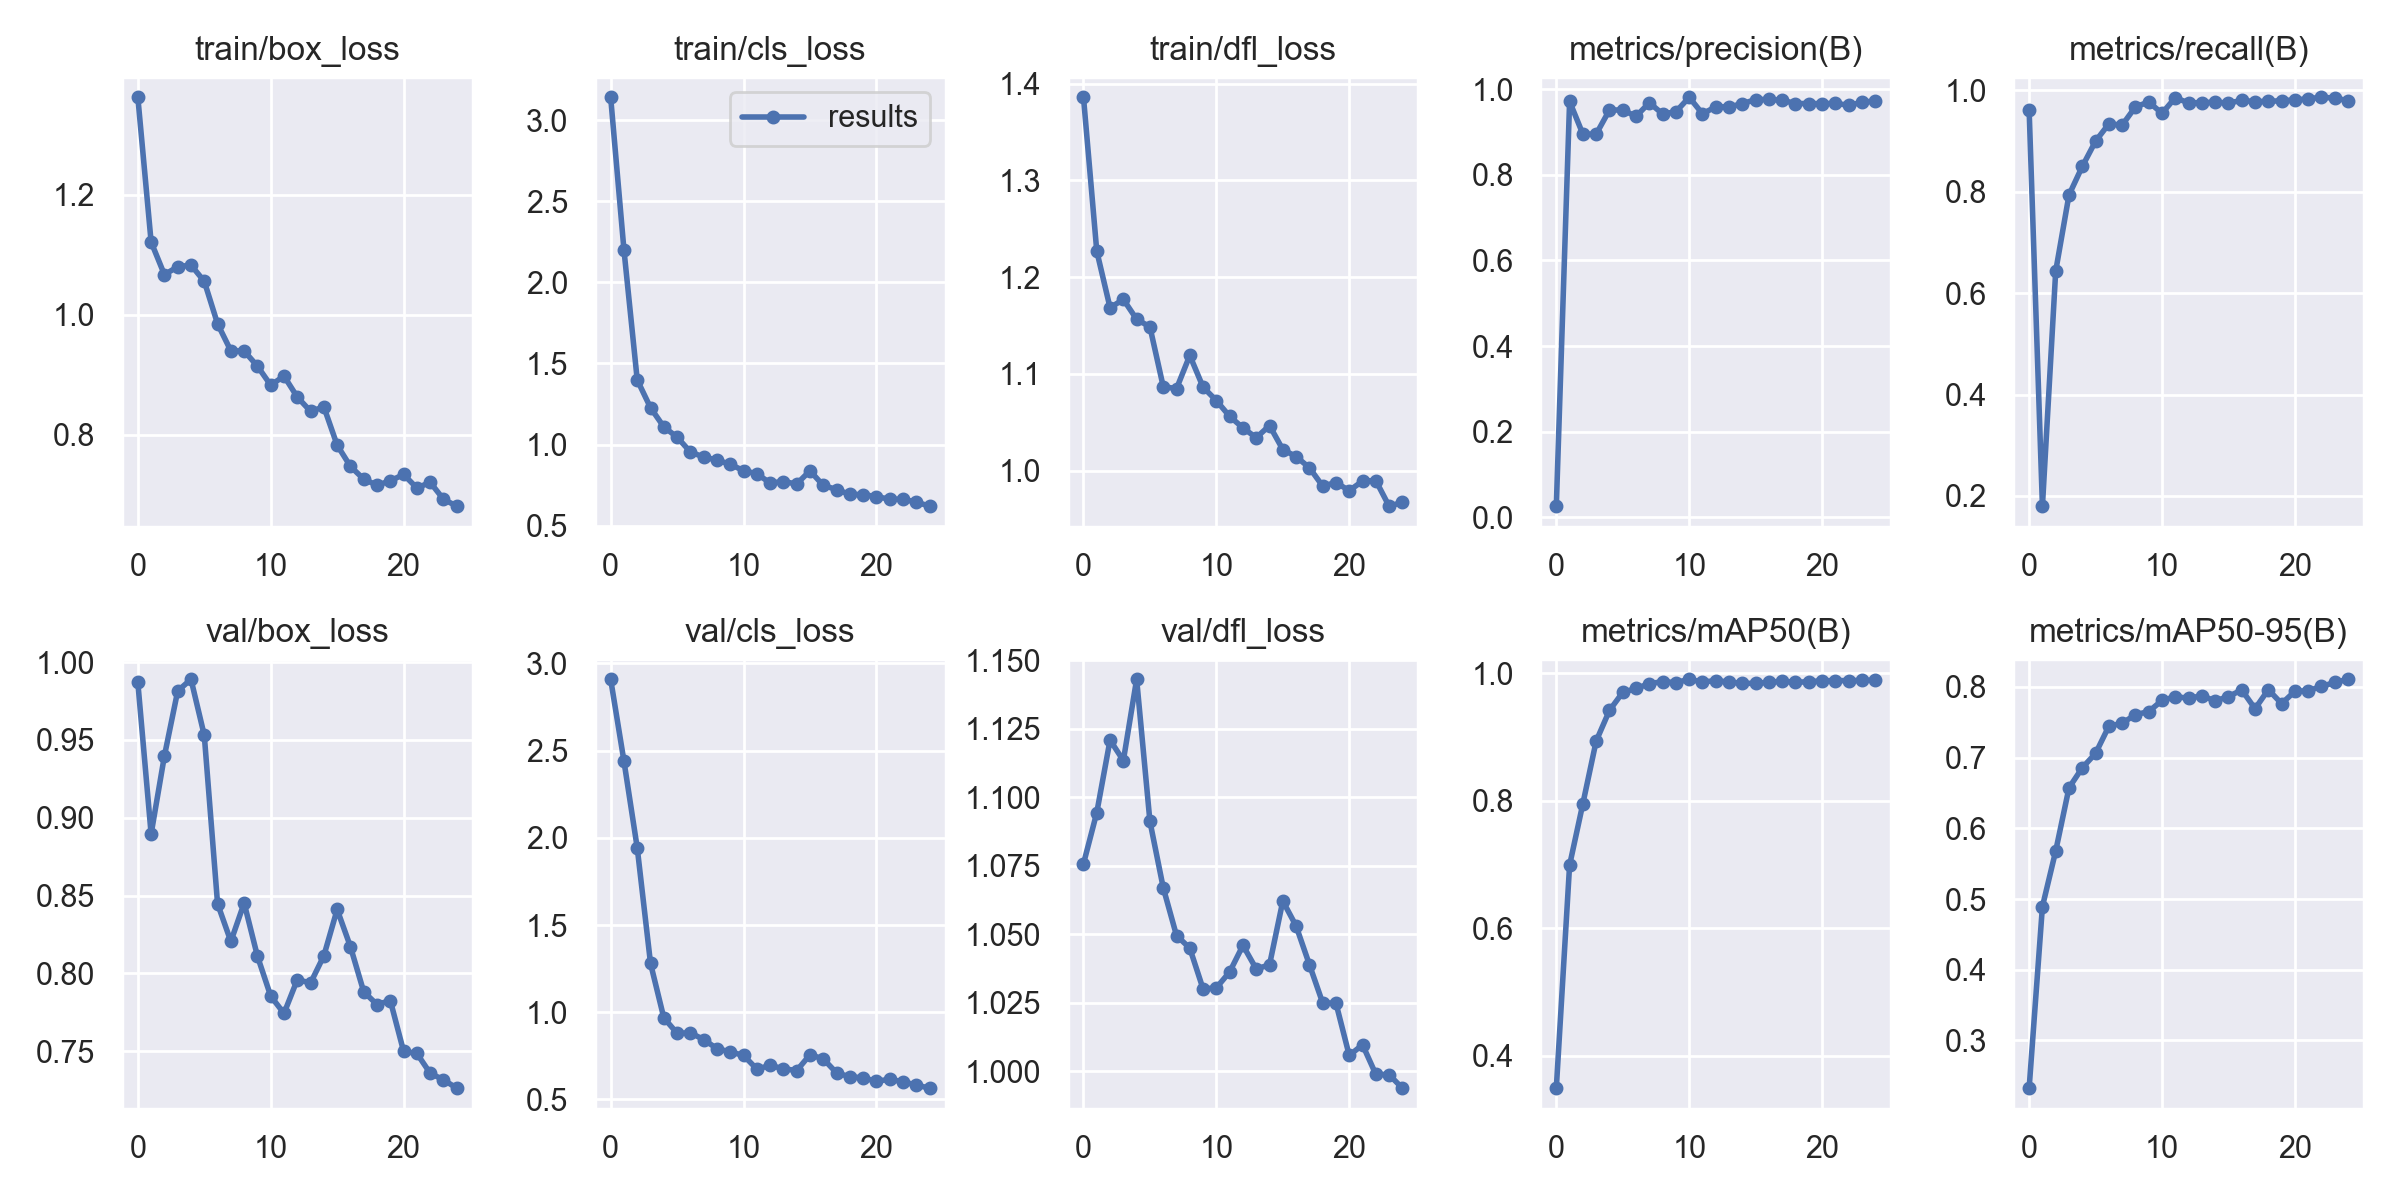 train/box_loss
1.2
1.0
0.8
0 10 20
train/cls_loss
results
3.0
2.5
2.0
1.5
1.0
0.5
0 10 20
train/dfl_loss
1.4
1.3
1.2
1.1
1.0
0 10 20
metrics/precision(B)
1.0
0.8
0.6
0.4
0.2
0.0
0 10 20
metrics/recall(B)
1.0
0.8
0.6
0.4
0.2
0 10 20
val/box_loss
1.00
0.95
0.90
0.85
0.80
0.75
0 10 20
val/cls_loss
3.0
2.5
2.0
1.5
1.0
0.5
0 10 20
val/dfl_loss
1.150
1.125
1.100
1.075
1.050
1.025
1.000
0 10 20
metrics/mAP50(B)
1.0
0.8
0.6
0.4
0 10 20
metrics/mAP50-95(B)
0.8
0.7
0.6
0.5
0.4
0.3
0 10 20